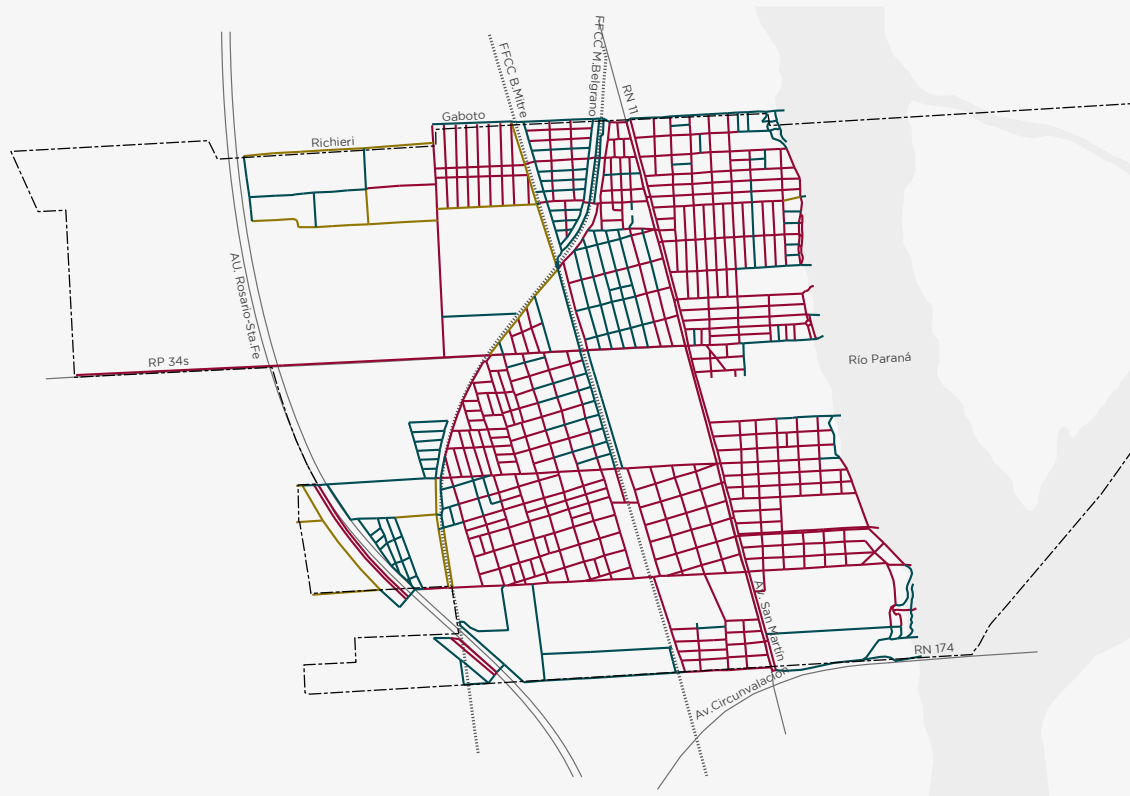 FFCC B.Mitre
FFCC M.Belgrano
RN 11
Gaboto
Richieri
AU. Rosario-Sta.Fe
RP 34s
Río Paraná
Av. San Martín
RN 174
Av.Circunvalación